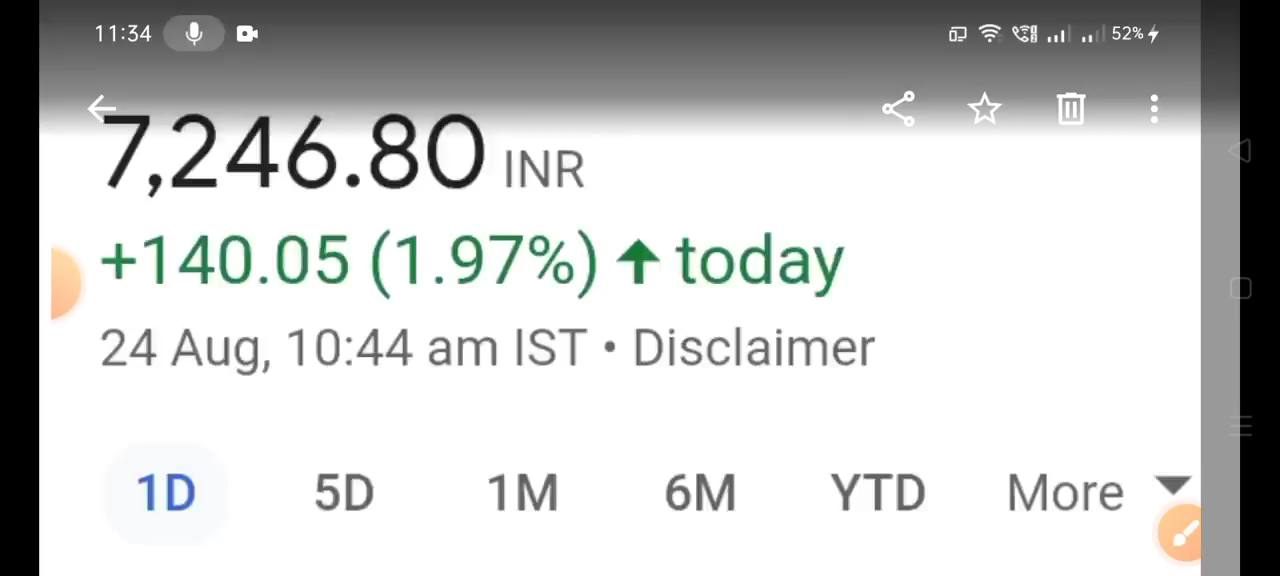 11:34 52%
7,246.80 INR
+140.05 (1.97%) ↑ today
24 Aug, 10:44 am IST • Disclaimer
1D 5D 1M 6M YTD More